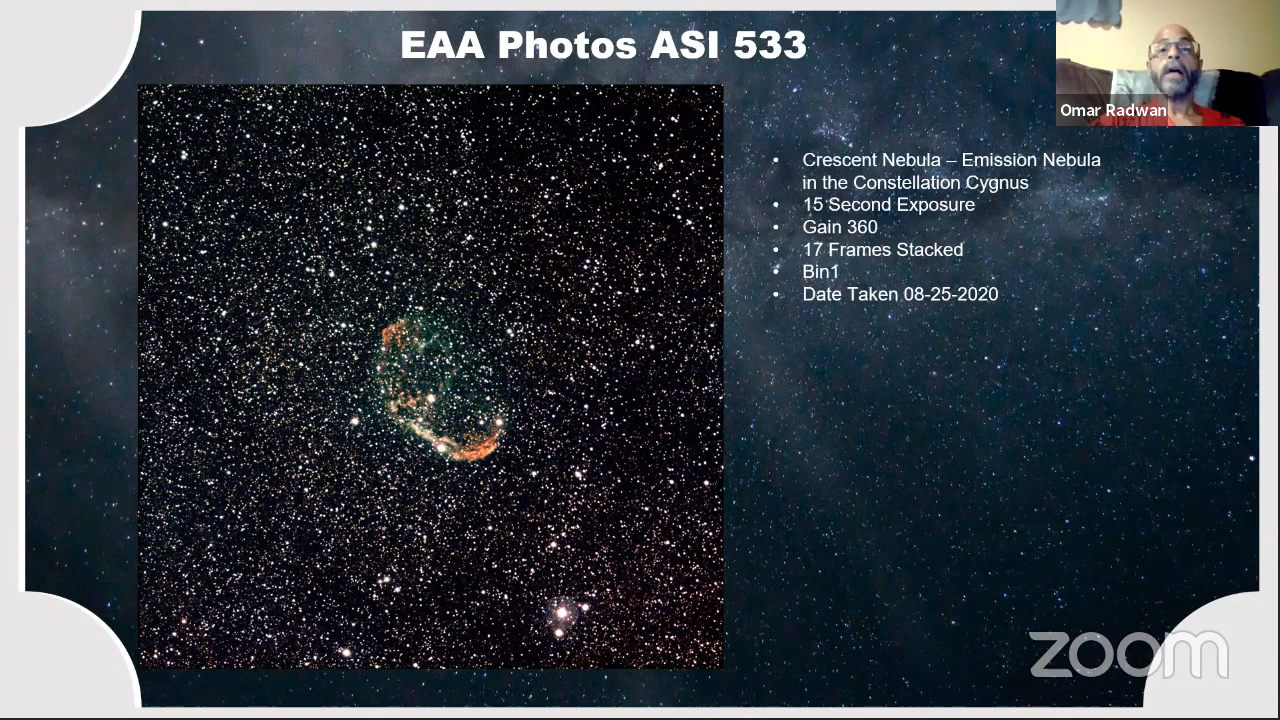 EAA Photos ASI 533
Omar Radwan
• Crescent Nebula – Emission Nebula
in the Constellation Cygnus
• 15 Second Exposure
• Gain 360
• 17 Frames Stacked
• Bin1
• Date Taken 08-25-2020
zoom